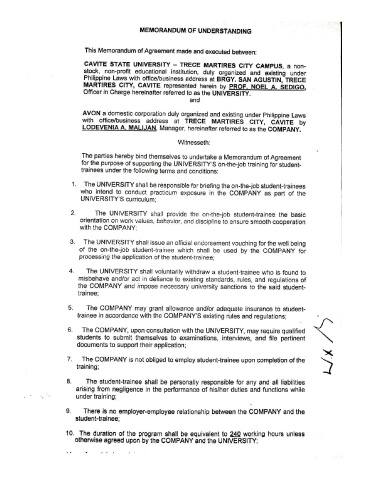 MEMORANDUM OF UNDERSTANDING
This Memorandum of Agreement made and executed between:
CAVITE STATE UNIVERSITY – TRECE MARTIRES CITY CAMPUS, a non-
stock, non-profit educational institution, duly organized and existing under
Philippine Laws with office/business address at BRGY. SAN AGUSTIN, TRECE
MARTIRES CITY, CAVITE represented herein by PROF. NOEL A. SEDIGO,
Officer in Charge hereinafter referred to as the UNIVERSITY.
and
AVON a domestic corporation duly organized and existing under Philippine Laws
with office/business address at TRECE MARTIRES CITY, CAVITE by
LODEVENIA A. MALIJAN, Manager, hereinafter referred to as the COMPANY.
Witnesseth:
The parties hereby bind themselves to undertake a Memorandum of Agreement
for the purpose of supporting the UNIVERSITY's on-the-job training for student-
trainees under the following terms and conditions:
1. The UNIVERSITY shall be responsible for briefing the on-the-job student-trainees
who intend to conduct practicum exposure in the COMPANY as part of the
UNIVERSITY'S curriculum;
2. The UNIVERSITY shall provide the on-the-job student-trainee the basic
orientation on work values, behavior, and discipline to ensure smooth cooperation
with the COMPANY;
3. The UNIVERSITY shall issue an official endorsement vouching for the well being
of the on-the-job student-trainees which shall be used by the COMPANY for
processing the application of the student-trainee;
4. The UNIVERSITY shall voluntarily withdraw a student-trainee who is found to
misbehave and/or act in defiance to existing standards, rules, and regulations of
the COMPANY and impose necessary university sanctions to the said student-
trainee;
5. The COMPANY may grant allowance and/or adequate insurance to student-
trainee in accordance with the COMPANY'S existing rules and regulations;
6. The COMPANY, upon consultation with the UNIVERSITY, may require qualified
students to submit themselves to examinations, interviews, and file pertinent
documents to support their application;
7. The COMPANY is not obliged to employ student-trainee upon completion of the
training;
8. The student-trainee shall be personally responsible for any and all liabilities
arising from negligence in the performance of his/her duties and functions while
under training;
9. There is no employer-employee relationship between the COMPANY and the
student-trainee;
10. The duration of the program shall be equivalent to 240 working hours unless
otherwise agreed upon by the COMPANY and the UNIVERSITY;